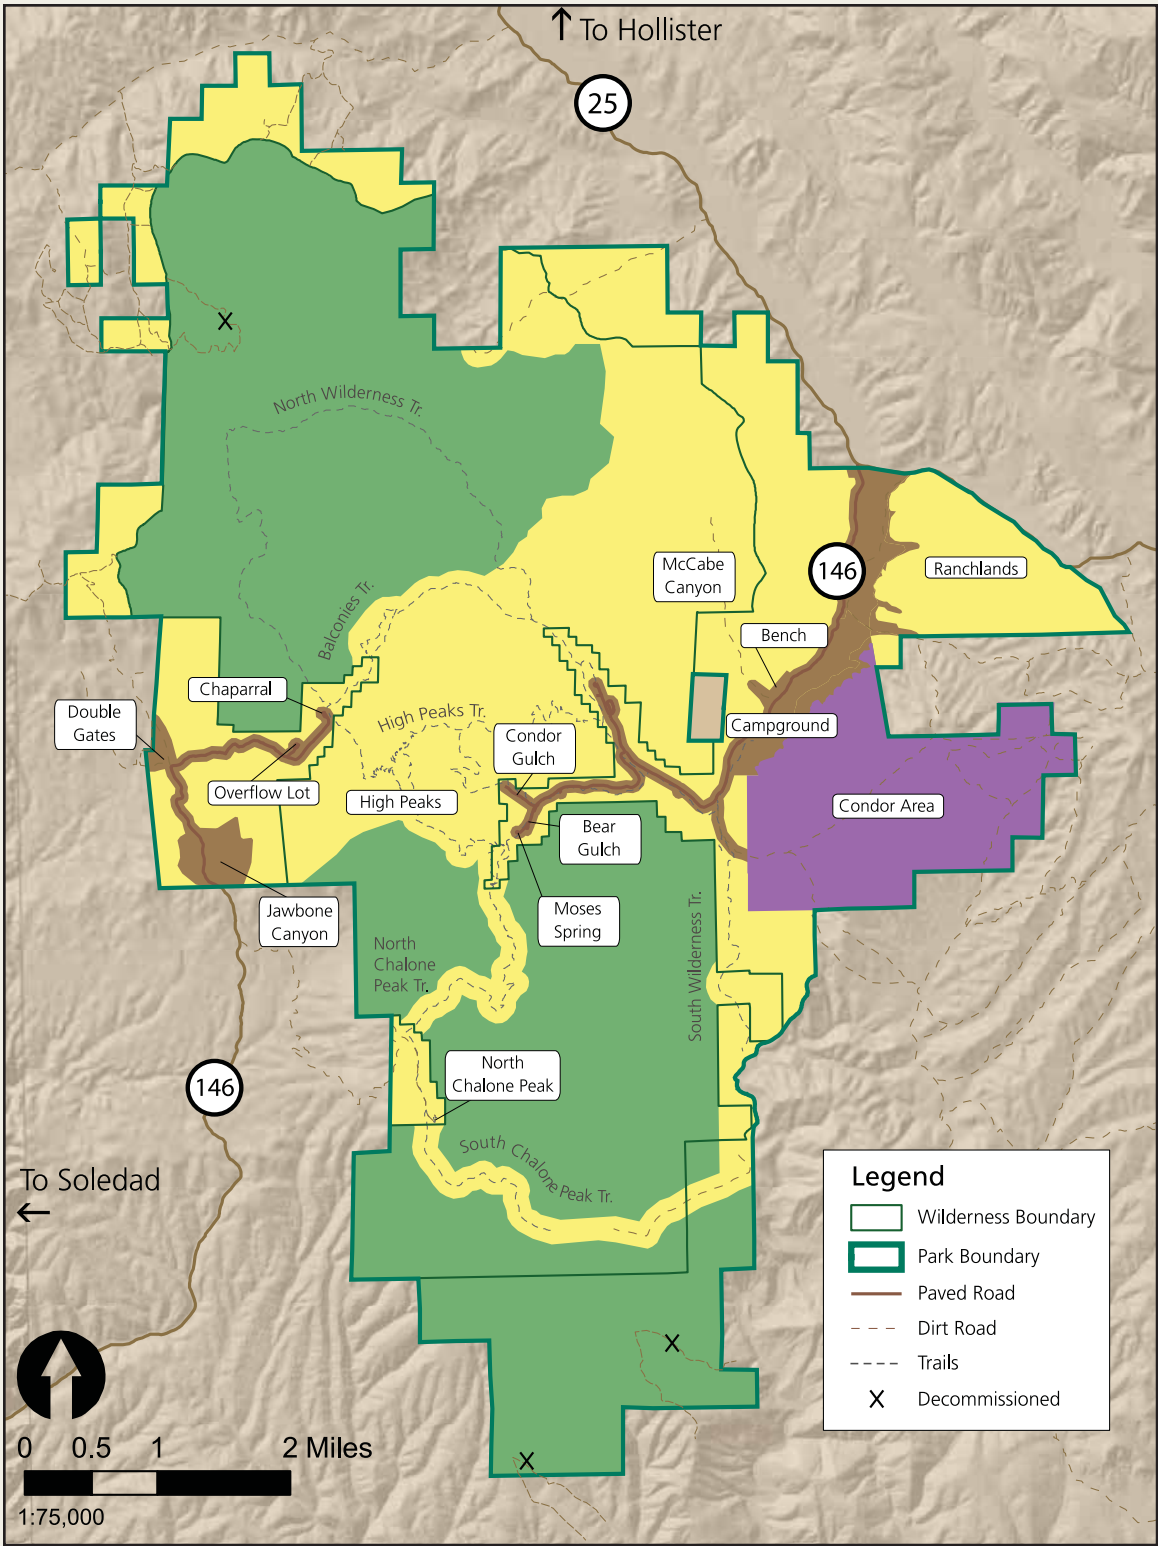 ↑ To Hollister
25
North Wilderness Tr.
McCabe
Canyon
146
Ranchlands
Bench
Balconies Tr.
Chaparral
Double
Gates
High Peaks Tr.
Condor
Gulch
Campground
Overflow Lot
High Peaks
Condor Area
Bear
Gulch
Jawbone
Canyon
Moses
Spring
North
Chalone
Peak Tr.
South Wilderness Tr.
North
Chalone Peak
146
South Chalone Peak Tr.
To Soledad
←
X
X
X
Legend
Wilderness Boundary
Park Boundary
Paved Road
Dirt Road
Trails
X Decommissioned
0 0.5 1 2 Miles
1:75,000